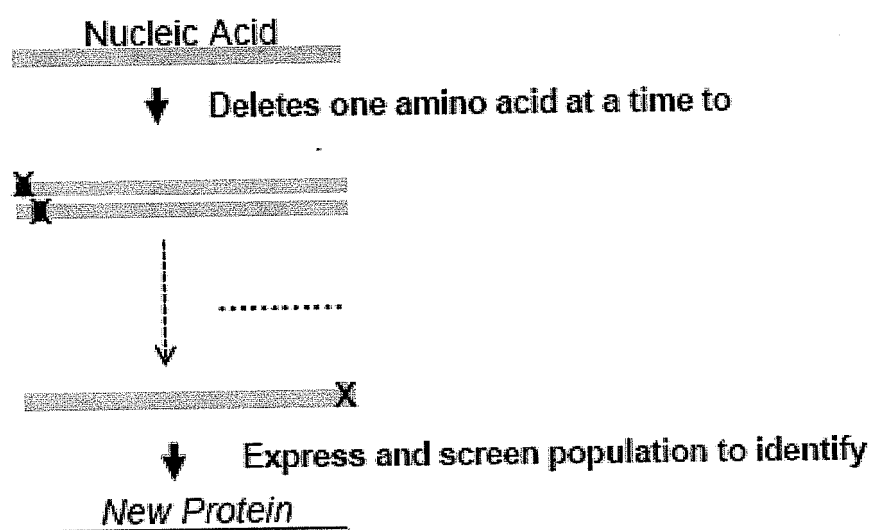 Nucleic Acid
Deletes one amino acid at a time to
X
X
X
Express and screen population to identify
New Protein